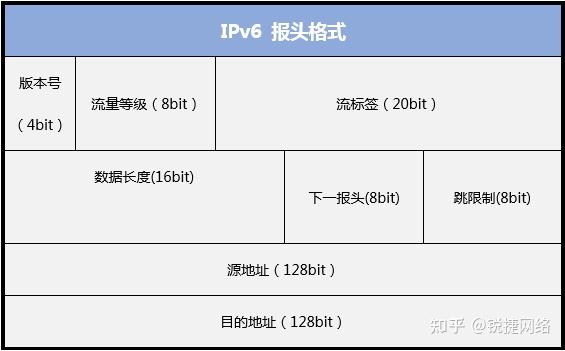 IPv6 报头格式
版本号
（4bit）
流量等级（8bit）
流标签（20bit）
数据长度(16bit)
下一报头(8bit)
跳限制(8bit)
源地址（128bit）
目的地址（128bit）
知乎 @锐捷网络